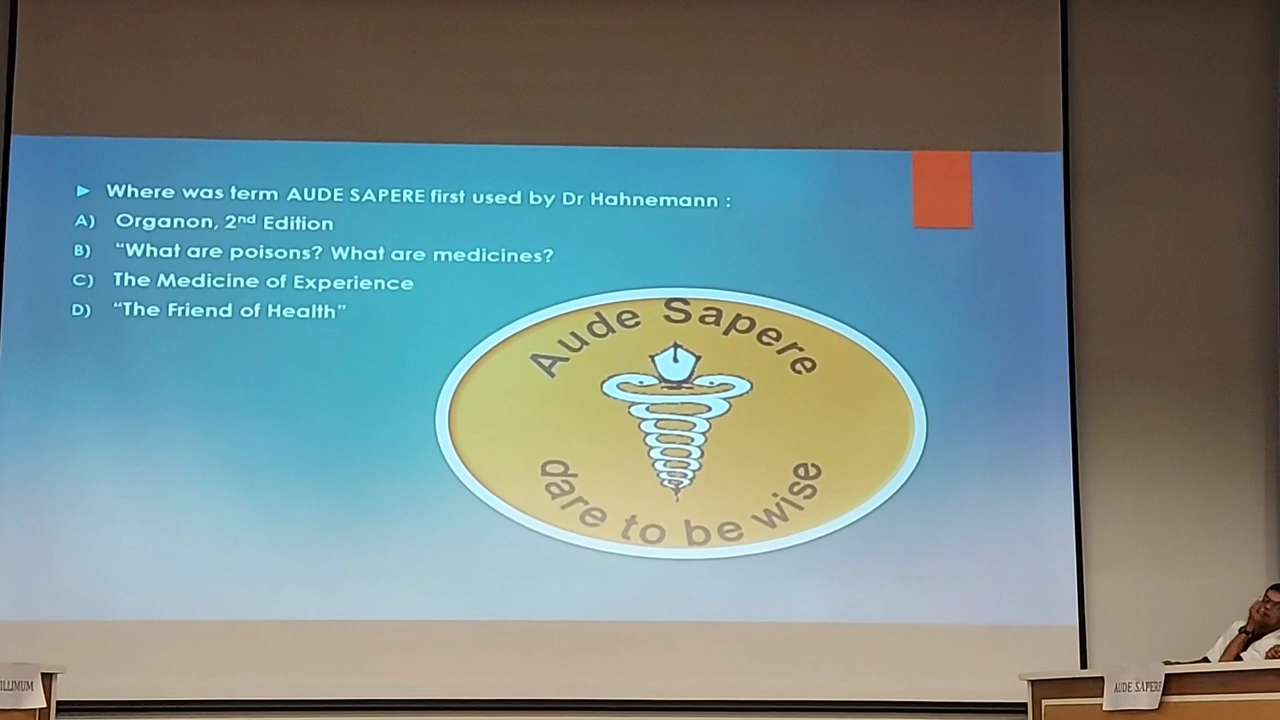 Where was term AUDE SAPERE first used by Dr Hahnemann :
A) Organon, 2nd Edition
B) “What are poisons? What are medicines?
C) The Medicine of Experience
D) “The Friend of Health”
Aude Sapere
dare to be wise
ILLIMUM
AUDE SAPERE